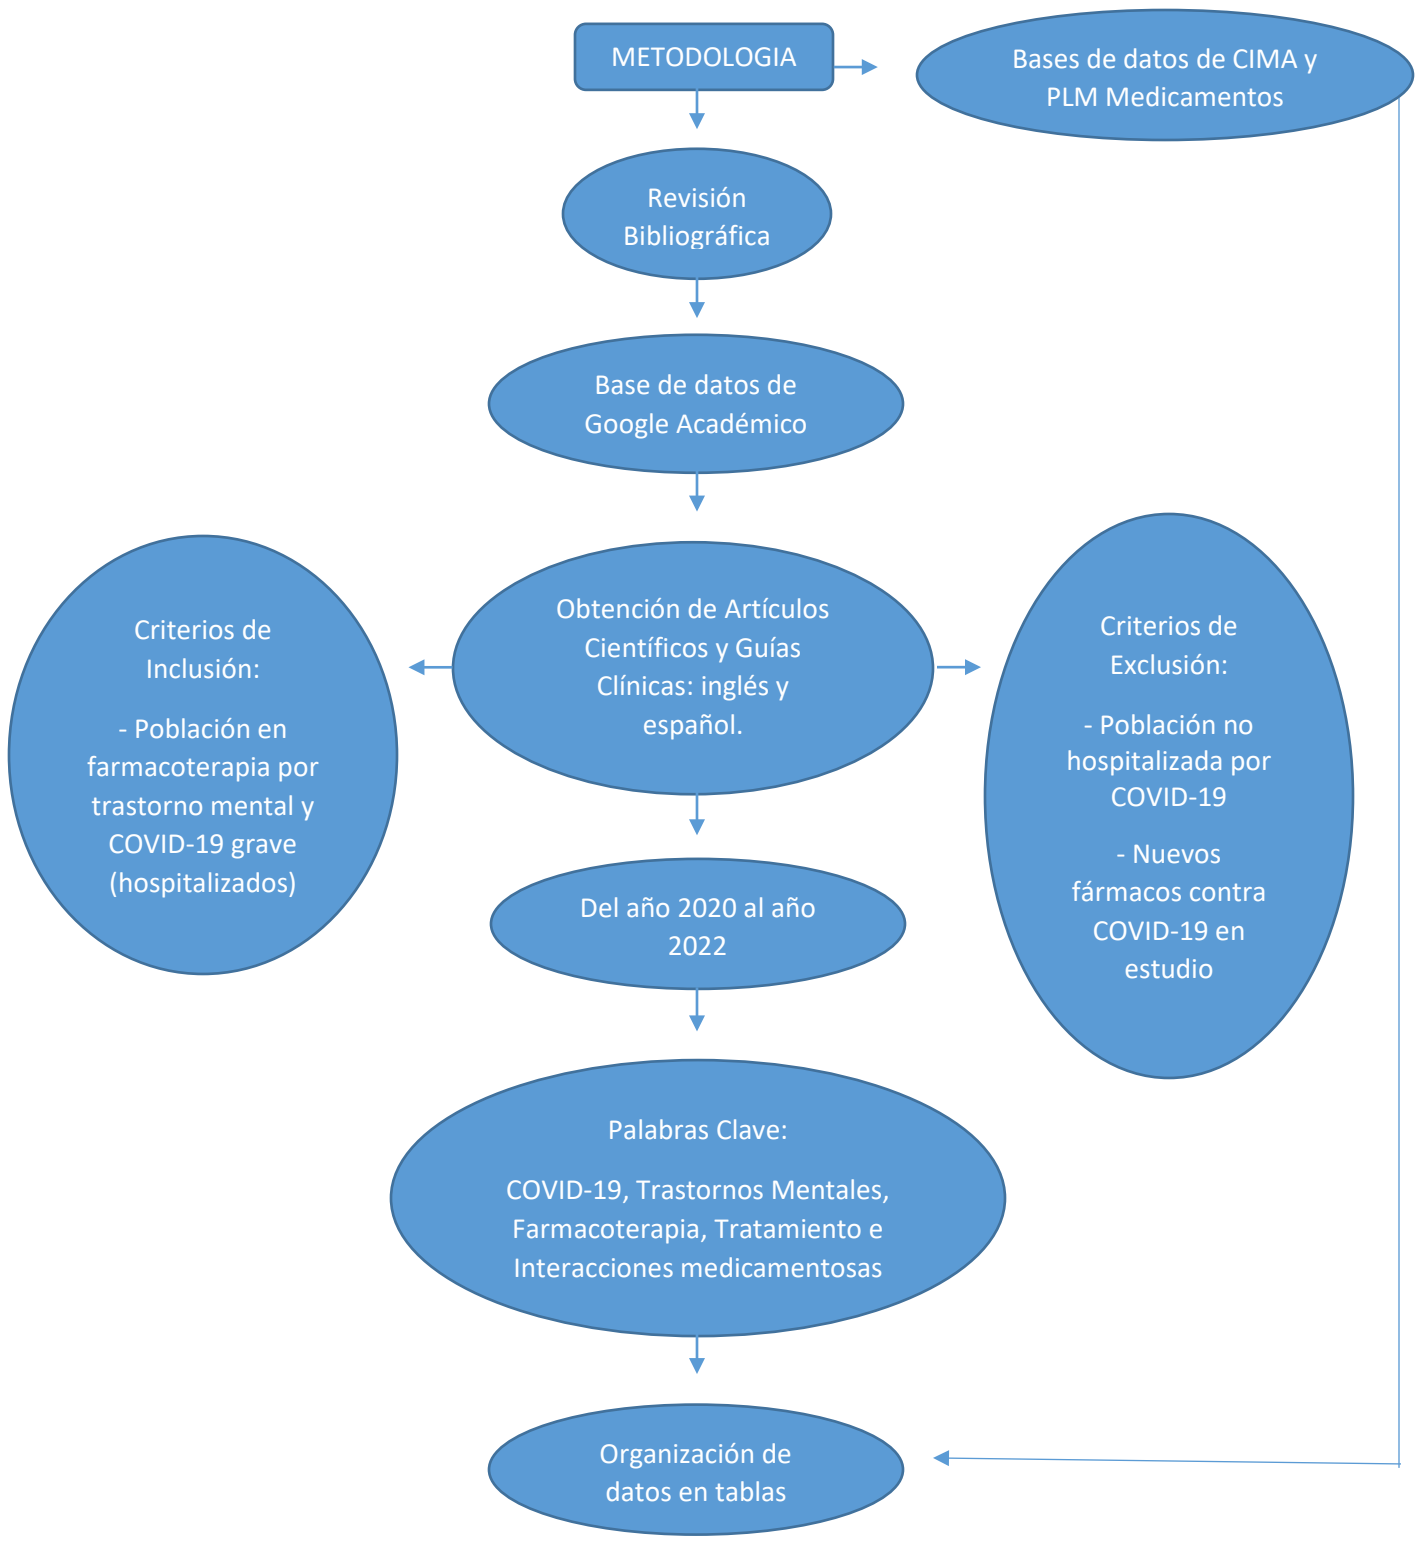 METODOLOGIA
Bases de datos de CIMA y
PLM Medicamentos
Revisión
Bibliográfica
Base de datos de
Google Académico
Obtención de Artículos
Científicos y Guías
Clínicas: inglés y
español.
Criterios de
Inclusión:
- Población en
farmacoterapia por
trastorno mental y
COVID-19 grave
(hospitalizados)
Criterios de
Exclusión:
- Población no
hospitalizada por
COVID-19
- Nuevos
fármacos contra
COVID-19 en
estudio
Del año 2020 al año
2022
Palabras Clave:
COVID-19, Trastornos Mentales,
Farmacoterapia, Tratamiento e
Interacciones medicamentosas
Organización de
datos en tablas